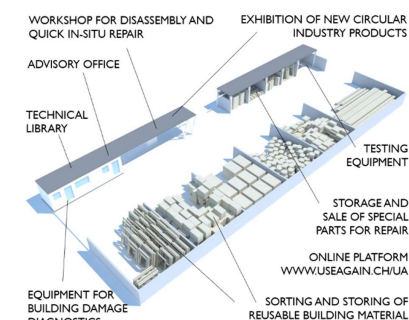 WORKSHOP FOR DISASSEMBLY AND
QUICK IN-SITU REPAIR
EXHIBITION OF NEW CIRCULAR
INDUSTRY PRODUCTS
ADVISORY OFFICE
TECHNICAL
LIBRARY
TESTING
EQUIPMENT
STORAGE AND
SALE OF SPECIAL
PARTS FOR REPAIR
ONLINE PLATFORM
WWW.USEAGAIN.CH/UA
EQUIPMENT FOR
BUILDING DAMAGE
DIAGNOSTICS
SORTING AND STORING OF
REUSABLE BUILDING MATERIAL